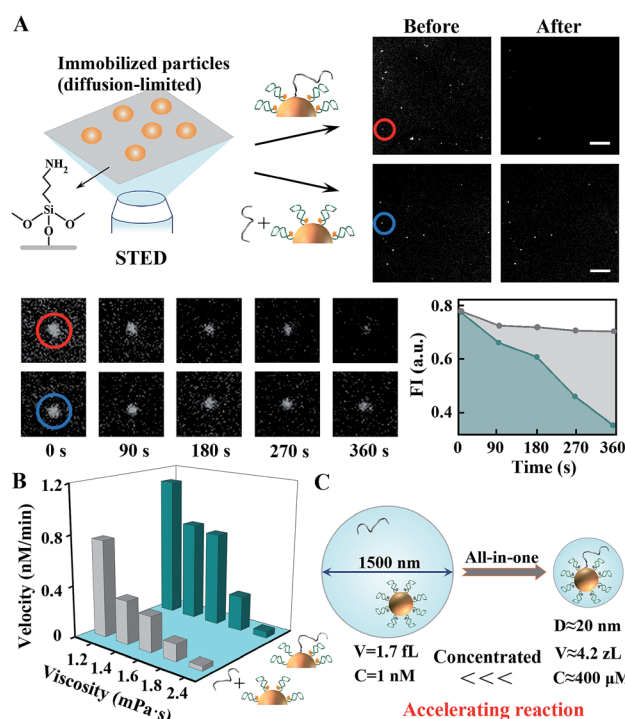 A
Immobilized particles
(diffusion-limited)
Before
After
NH2
Si
O
O
O
STED
+
0 s
90 s
180 s
270 s
360 s
FI (a.u.)
0.8
0.6
0.4
0
90
180
270
360
Time (s)
B
Velocity (nM/min)
1.2
0.8
0.4
0
1.2
1.4
1.6
1.8
2.4
Viscosity (mPa·s)
+
C
1500 nm
All-in-one
V=1.7 fL
C=1 nM
Concentrated
<<<
D≈20 nm
V≈4.2 zL
C≈400 μM
Accelerating reaction